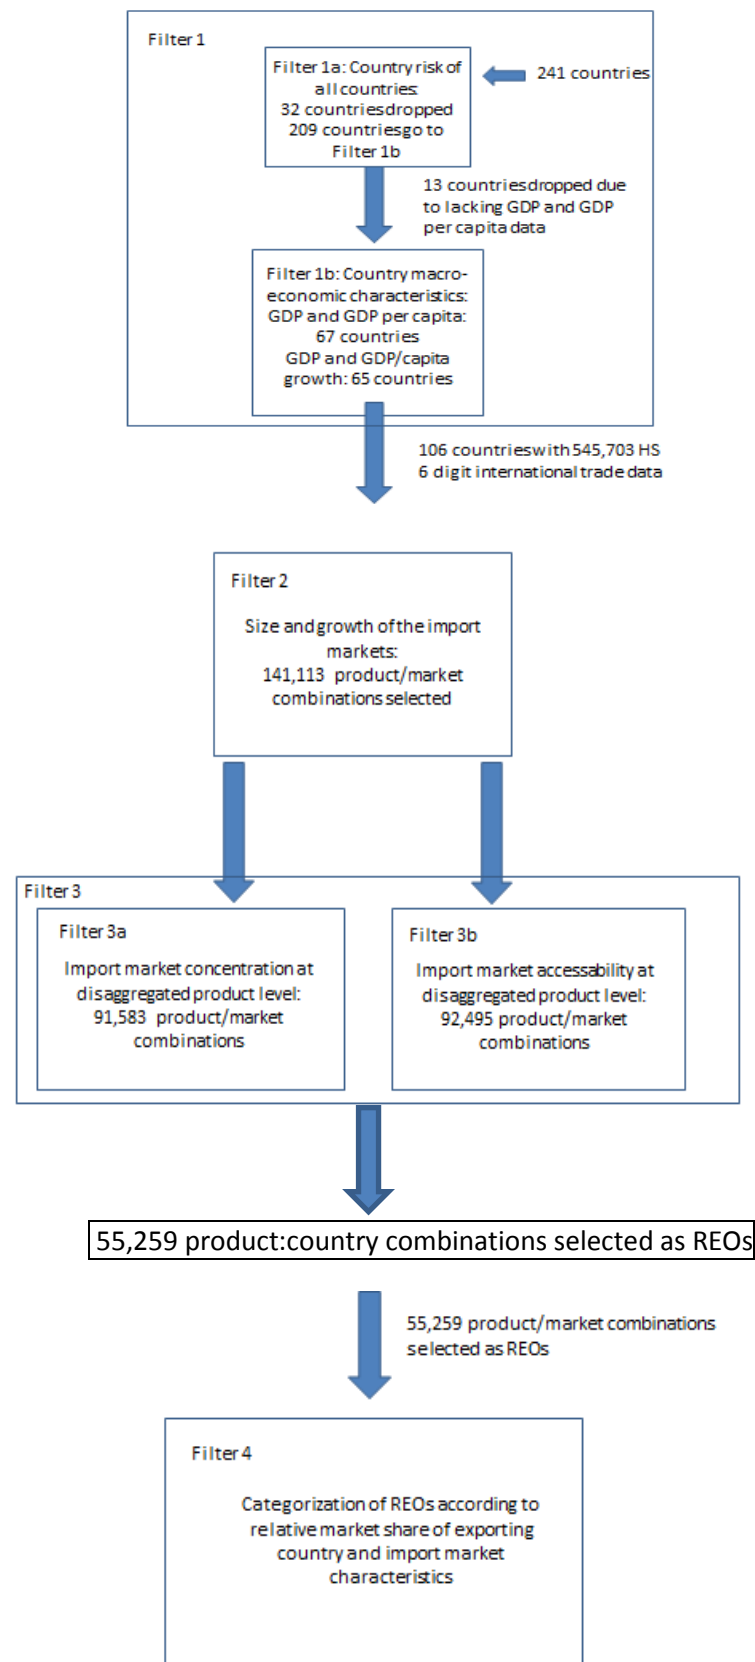 Filter 1
Filter 1a: Country risk of
all countries:
32 countries dropped
209 countries go to
Filter 1b
241 countries
13 countries dropped due
to lacking GDP and GDP
per capita data
Filter 1b: Country macro-
economic characteristics:
GDP and GDP per capita:
67 countries
GDP and GDP/capita
growth: 65 countries
106 countries with 545,703 HS
6 digit international trade data
Filter 2
Size and growth of the import
markets:
141,113 product/market
combinations selected
Filter 3
Filter 3a
Import market concentration at
disaggregated product level:
91,583 product/market
combinations
Filter 3b
Import market accessability at
disaggregated product level:
92,495 product/market
combinations
55,259 product:country combinations selected as REOs
55,259 product/market combinations
selected as REOs
Filter 4
Categorization of REOs according to
relative market share of exporting
country and import market
characteristics